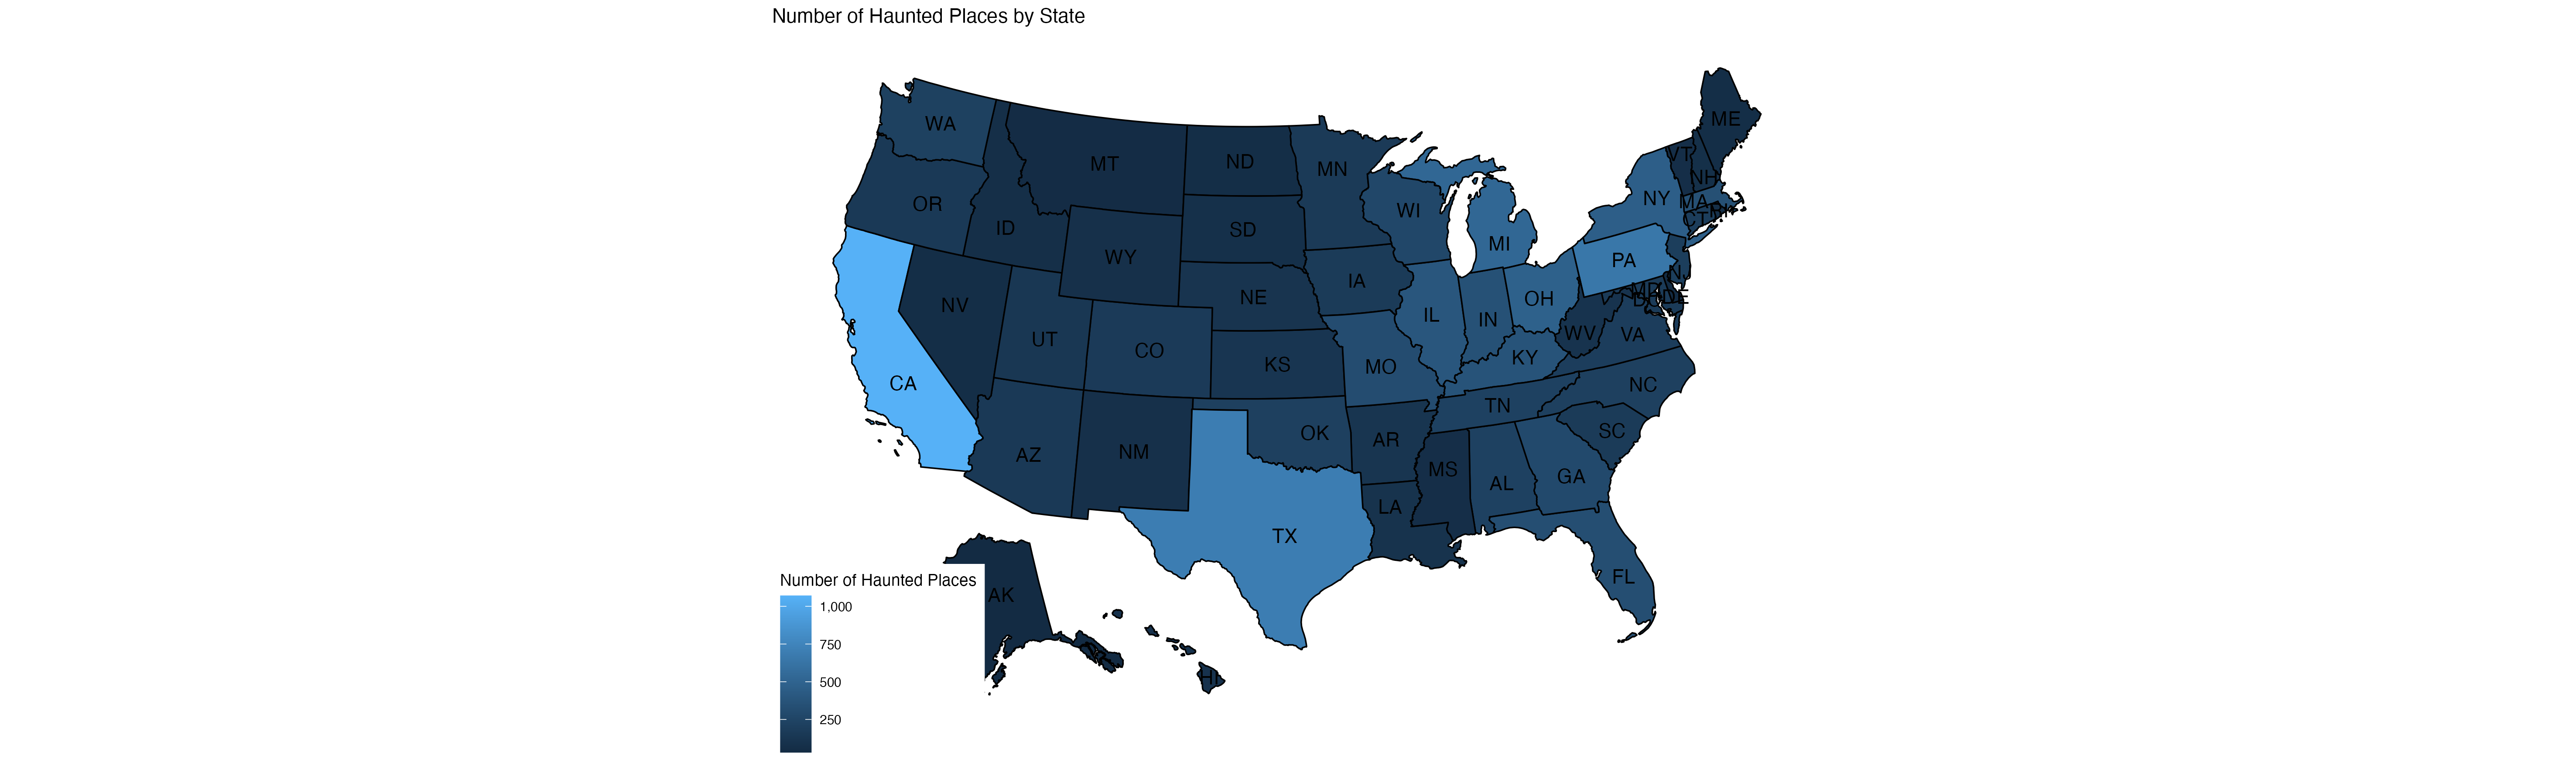 Number of Haunted Places by State
ME
WA
VT
MT
ND
MN
NH
NY
MA
OR
WI
RI
CT
ID
SD
MI
WY
PA
NJ
IA
MD
NE
OH
DC
DE
NV
IL
IN
WV
VA
UT
CO
KY
KS
MO
CA
NC
TN
OK
SC
AR
AZ
NM
MS
GA
AL
LA
TX
FL
Number of Haunted Places
AK
1,000
750
HI
500
250